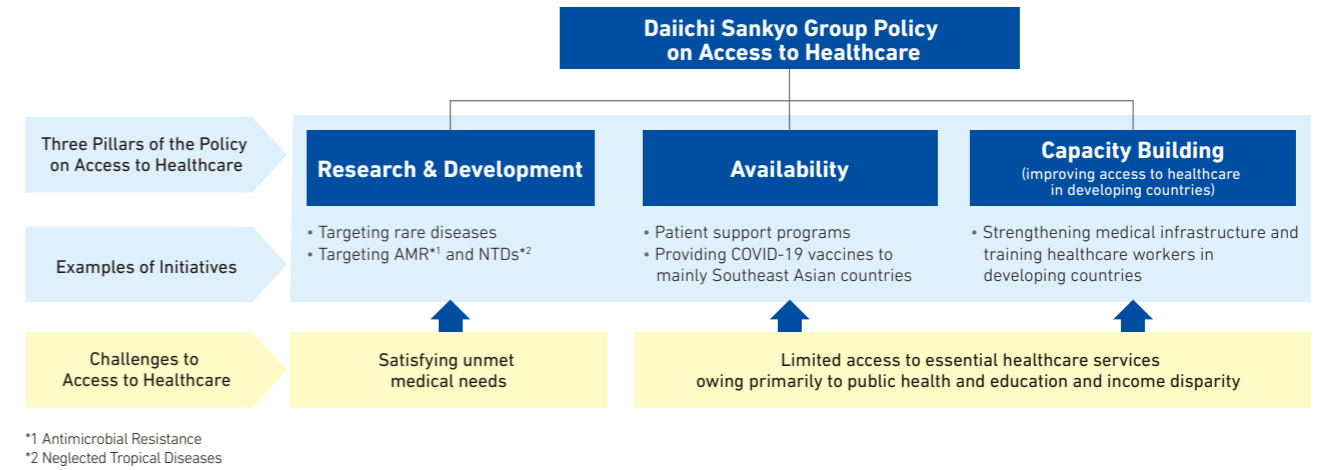 Daiichi Sankyo Group Policy
on Access to Healthcare
Three Pillars of the Policy
on Access to Healthcare
Research & Development
Availability
Capacity Building
(improving access to healthcare
in developing countries)
Examples of Initiatives
• Targeting rare diseases
• Targeting AMR*1 and NTDs*2
• Patient support programs
• Providing COVID-19 vaccines to
mainly Southeast Asian countries
• Strengthening medical infrastructure and
training healthcare workers in
developing countries
Challenges to
Access to Healthcare
Satisfying unmet
medical needs
Limited access to essential healthcare services
owing primarily to public health and education and income disparity
*1 Antimicrobial Resistance
*2 Neglected Tropical Diseases